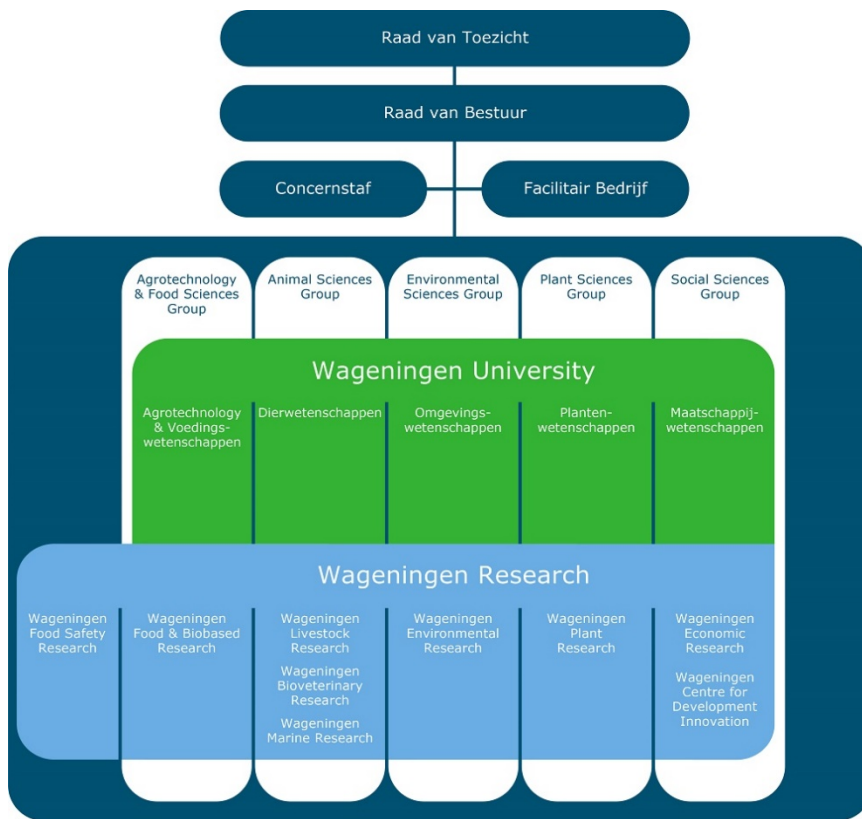 Raad van Toezicht
Raad van Bestuur
Concernstaf
Facilitair Bedrijf
Agrotechnology
& Food Sciences
Group
Animal Sciences
Group
Environmental
Sciences Group
Plant Sciences
Group
Social Sciences
Group
Wageningen University
Agrotechnology
& Voedings-
wetenschappen
Dierwetenschappen
Omgevings-
wetenschappen
Planten-
wetenschappen
Maatschappij-
wetenschappen
Wageningen Research
Wageningen
Food Safety
Research
Wageningen
Food & Biobased
Research
Wageningen
Livestock
Research
Wageningen
Bioveterinary
Research
Wageningen
Marine Research
Wageningen
Environmental
Research
Wageningen
Plant
Research
Wageningen
Economic
Research
Wageningen
Centre for
Development
Innovation